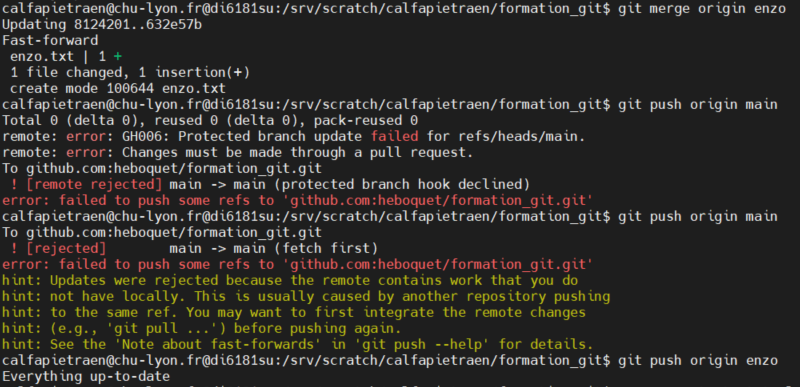 calfapietraen@chu-lyon.fr@di6181su:/srv/scratch/calfapietraen/formation_git$ git merge origin enzo
Updating 8124201..632e57b
Fast-forward
 enzo.txt | 1 +
 1 file changed, 1 insertion(+)
 create mode 100644 enzo.txt
calfapietraen@chu-lyon.fr@di6181su:/srv/scratch/calfapietraen/formation_git$ git push origin main
Total 0 (delta 0), reused 0 (delta 0), pack-reused 0
remote: error: GH006: Protected branch update failed for refs/heads/main.
remote: error: Changes must be made through a pull request.
To github.com:heboquet/formation_git.git
 ! [remote rejected] main -> main (protected branch hook declined)
error: failed to push some refs to 'github.com:heboquet/formation_git.git'
calfapietraen@chu-lyon.fr@di6181su:/srv/scratch/calfapietraen/formation_git$ git push origin main
To github.com:heboquet/formation_git.git
 ! [rejected]        main -> main (fetch first)
error: failed to push some refs to 'github.com:heboquet/formation_git.git'
hint: Updates were rejected because the remote contains work that you do
hint: not have locally. This is usually caused by another repository pushing
hint: to the same ref. You may want to first integrate the remote changes
hint: (e.g., 'git pull ...') before pushing again.
hint: See the 'Note about fast-forwards' in 'git push --help' for details.
calfapietraen@chu-lyon.fr@di6181su:/srv/scratch/calfapietraen/formation_git$ git push origin enzo
Everything up-to-date